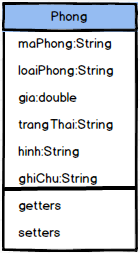 Phong
maPhong:String
loaiPhong:String
gia:double
trangThai:String
hinh:String
ghiChu:String
getters
setters